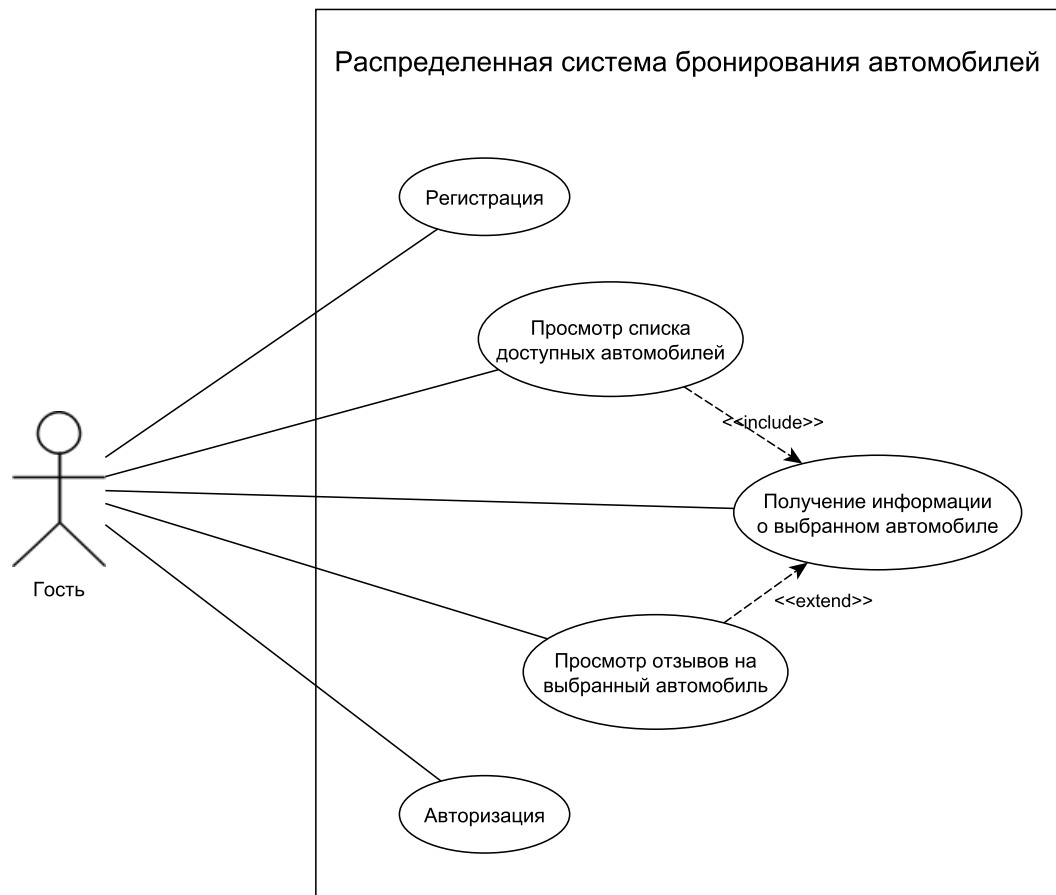 Распределенная система бронирования автомобилей
Регистрация
Просмотр списка
доступных автомобилей
<<include>>
Получение информации
о выбранном автомобиле
Гость
<<extend>>
Просмотр отзывов на
выбранный автомобиль
Авторизация